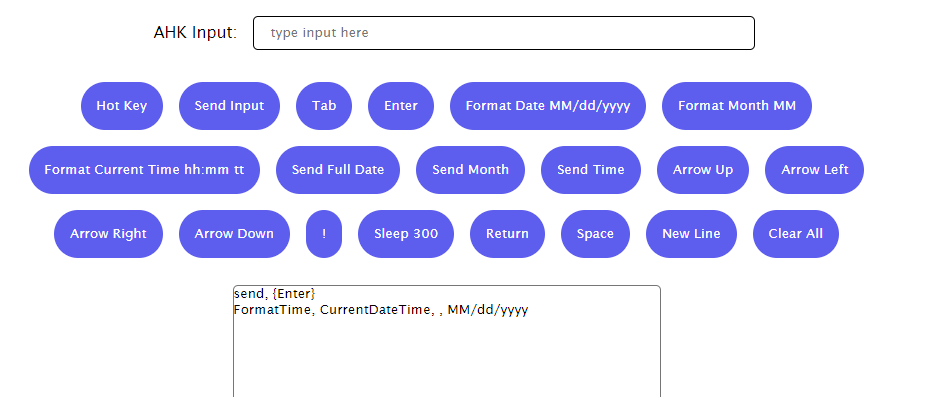 AHK Input: type input here
Hot Key Send Input Tab Enter Format Date MM/dd/yyyy Format Month MM
Format Current Time hh:mm tt Send Full Date Send Month Send Time Arrow Up Arrow Left
Arrow Right Arrow Down ! Sleep 300 Return Space New Line Clear All
send, {Enter}
FormatTime, CurrentDateTime, , MM/dd/yyyy